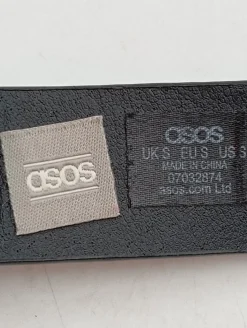 asos
asos
UK S EU S US S
MADE IN CHINA
07032874
asos.com Ltd